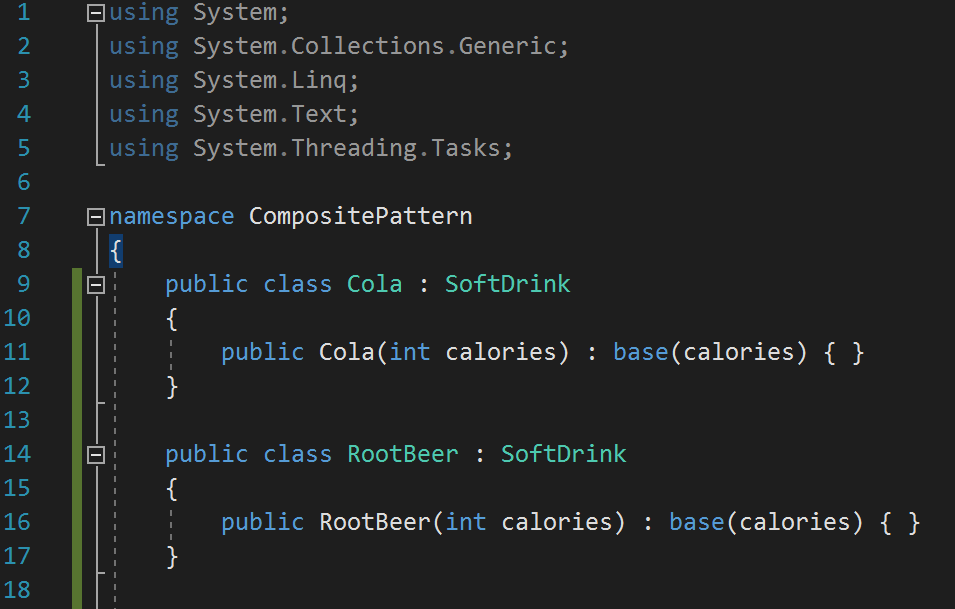 1 using System;
2 using System.Collections.Generic;
3 using System.Linq;
4 using System.Text;
5 using System.Threading.Tasks;
6
7 namespace CompositePattern
8 {
9 public class Cola : SoftDrink
10 {
11 public Cola(int calories) : base(calories) { }
12 }
13
14 public class RootBeer : SoftDrink
15 {
16 public RootBeer(int calories) : base(calories) { }
17 }
18